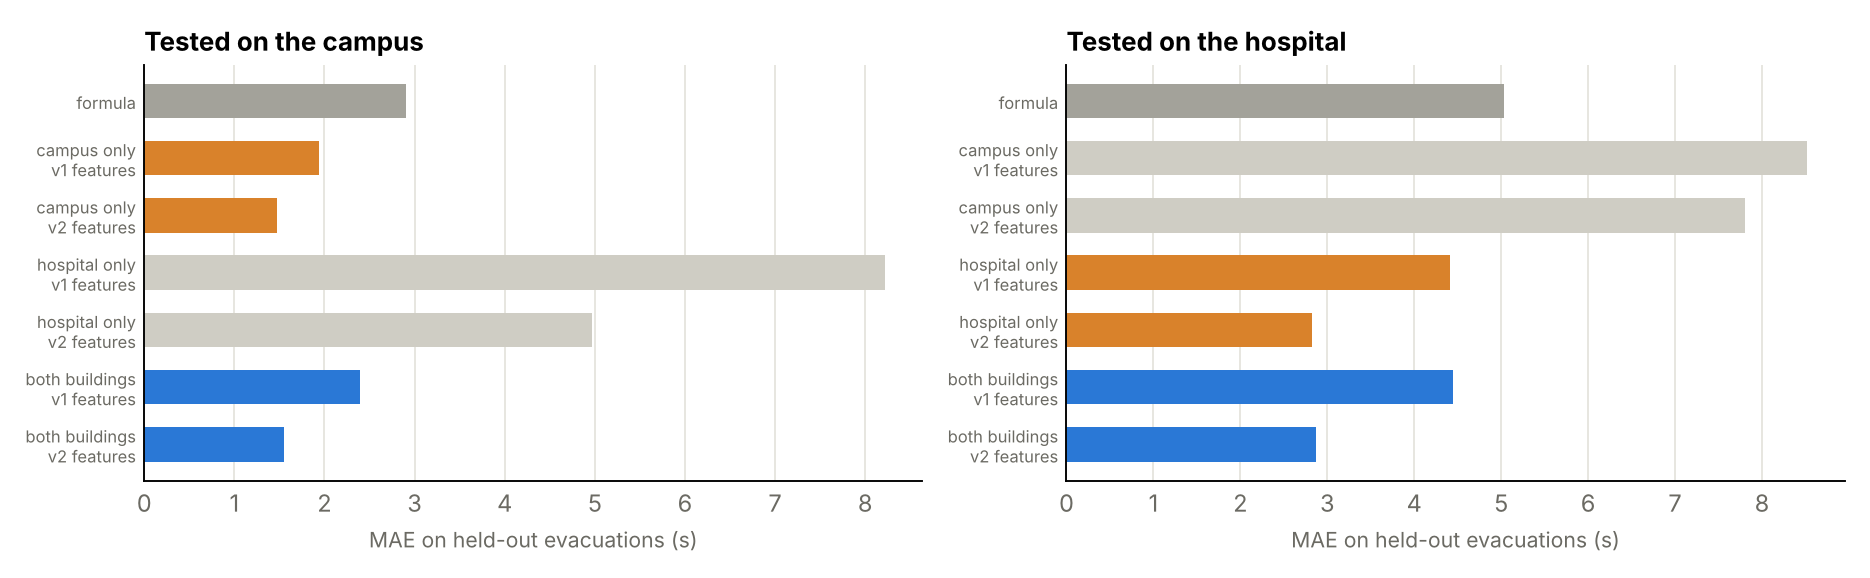 Tested on the campus
formula
campus only
v1 features
campus only
v2 features
hospital only
v1 features
hospital only
v2 features
both buildings
v1 features
both buildings
v2 features
0 1 2 3 4 5 6 7 8
MAE on held-out evacuations (s)
Tested on the hospital
formula
campus only
v1 features
campus only
v2 features
hospital only
v1 features
hospital only
v2 features
both buildings
v1 features
both buildings
v2 features
0 1 2 3 4 5 6 7 8
MAE on held-out evacuations (s)